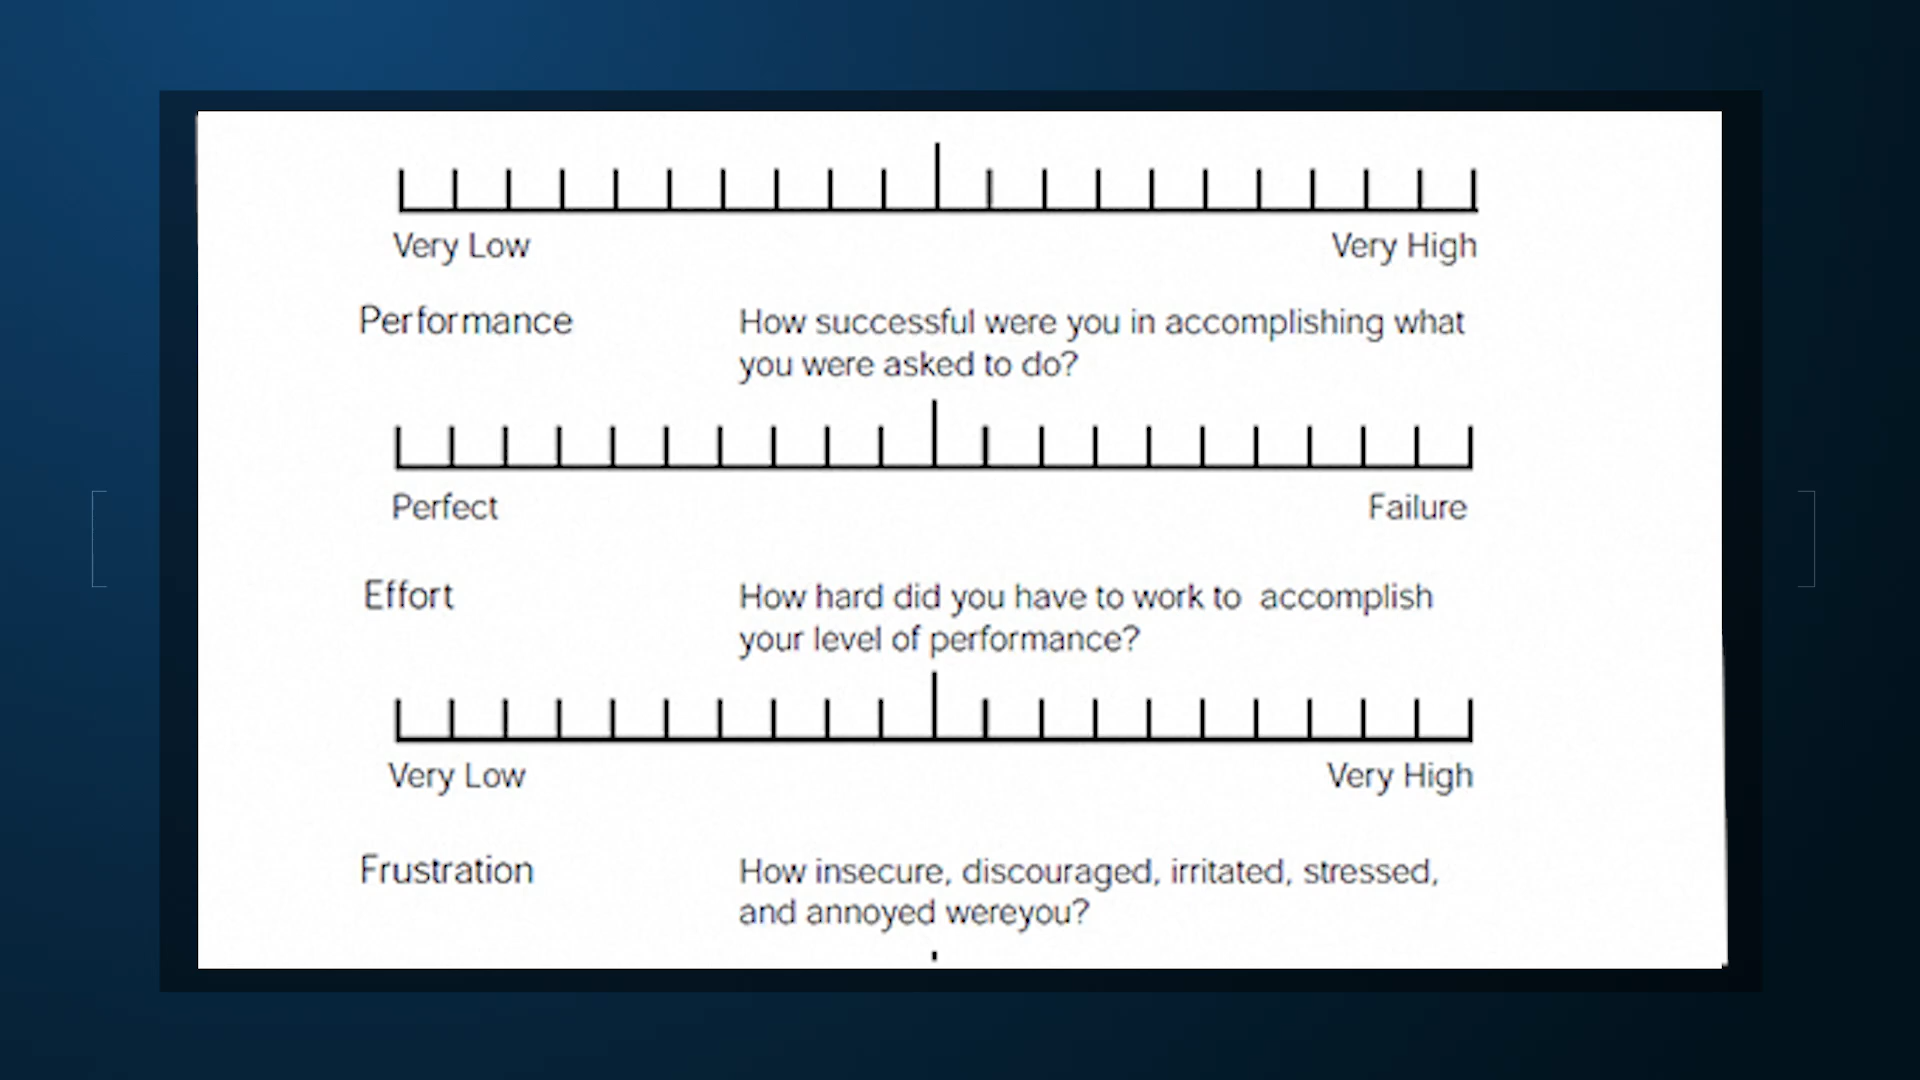 Very Low Very High
Performance How successful were you in accomplishing what
you were asked to do?
Perfect Failure
Effort How hard did you have to work to accomplish
your level of performance?
Very Low Very High
Frustration How insecure, discouraged, irritated, stressed,
and annoyed wereyou?